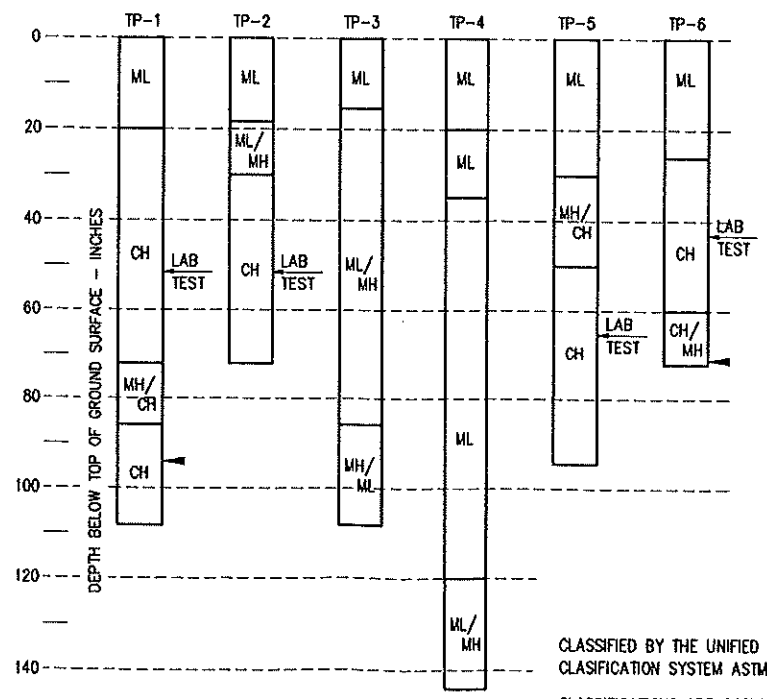 TP-1 TP-2 TP-3 TP-4 TP-5 TP-6
0
20
40
60
80
100
120
140
DEPTH BELOW TOP OF GROUND SURFACE - INCHES
ML
CH
MH/
CH
CH
LAB
TEST
ML
ML/
MH
CH
LAB
TEST
ML
ML/
MH
MH/
ML
ML
ML
ML
ML/
MH
ML
MH/
CH
CH
LAB
TEST
ML
CH
CH/
MH
LAB
TEST
CLASSIFIED BY THE UNIFIED
CLASIFICATION SYSTEM ASTM